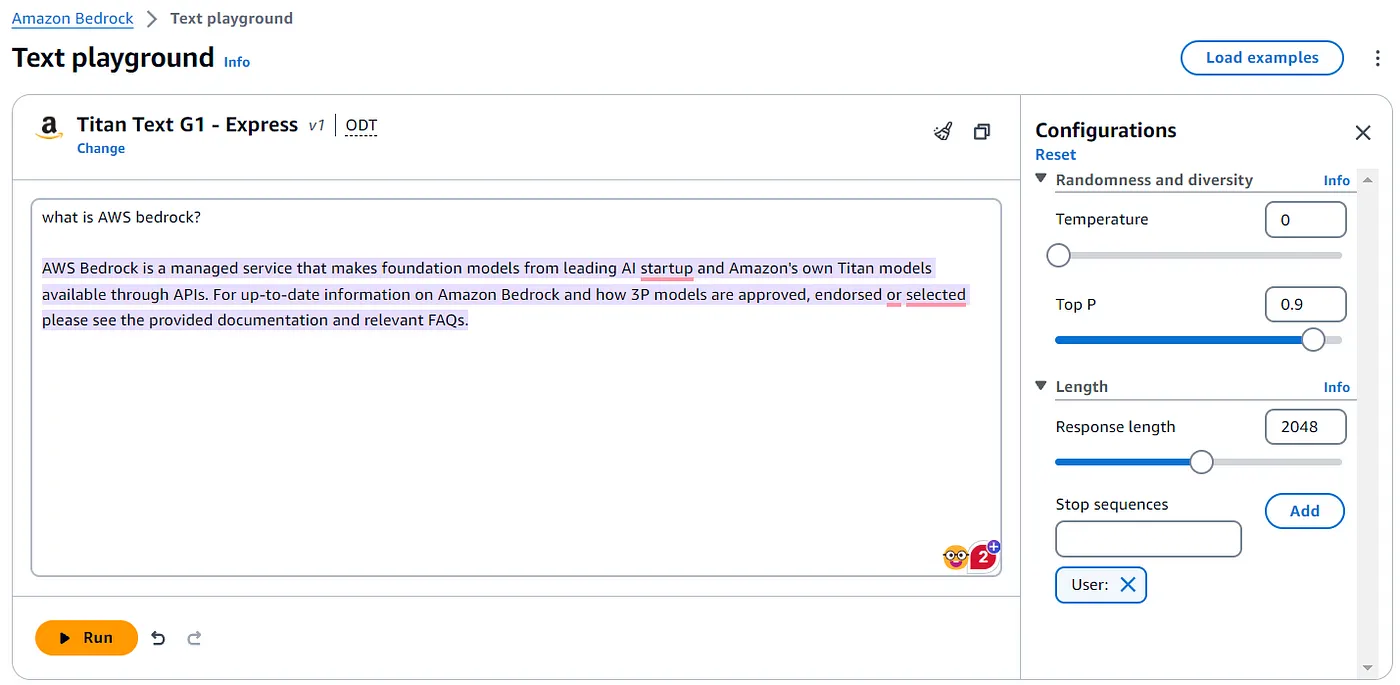 Amazon Bedrock > Text playground
Text playground Info
Load examples
a Titan Text G1 - Express v1 | ODT
Change
what is AWS bedrock?
AWS Bedrock is a managed service that makes foundation models from leading AI startup and Amazon's own Titan models
available through APIs. For up-to-date information on Amazon Bedrock and how 3P models are approved, endorsed or selected
please see the provided documentation and relevant FAQs.
2
Run
Configurations
Reset
Randomness and diversity Info
Temperature 0
Top P 0.9
Length Info
Response length 2048
Stop sequences Add
User: